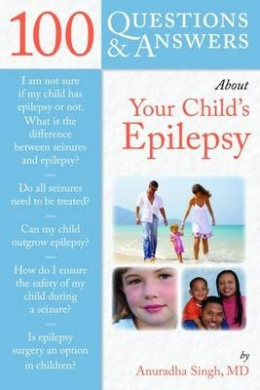 100 QUESTIONS
& ANSWERS
About
Your Child's
Epilepsy
I am not sure
if my child has
epilepsy or not.
What is the
difference
between seizures
and epilepsy?
Do all seizures
need to be treated?
Can my child
outgrow epilepsy?
How do I ensure
the safety of my
child during
a seizure?
Is epilepsy
surgery an option
in children?
by
Anuradha Singh, MD